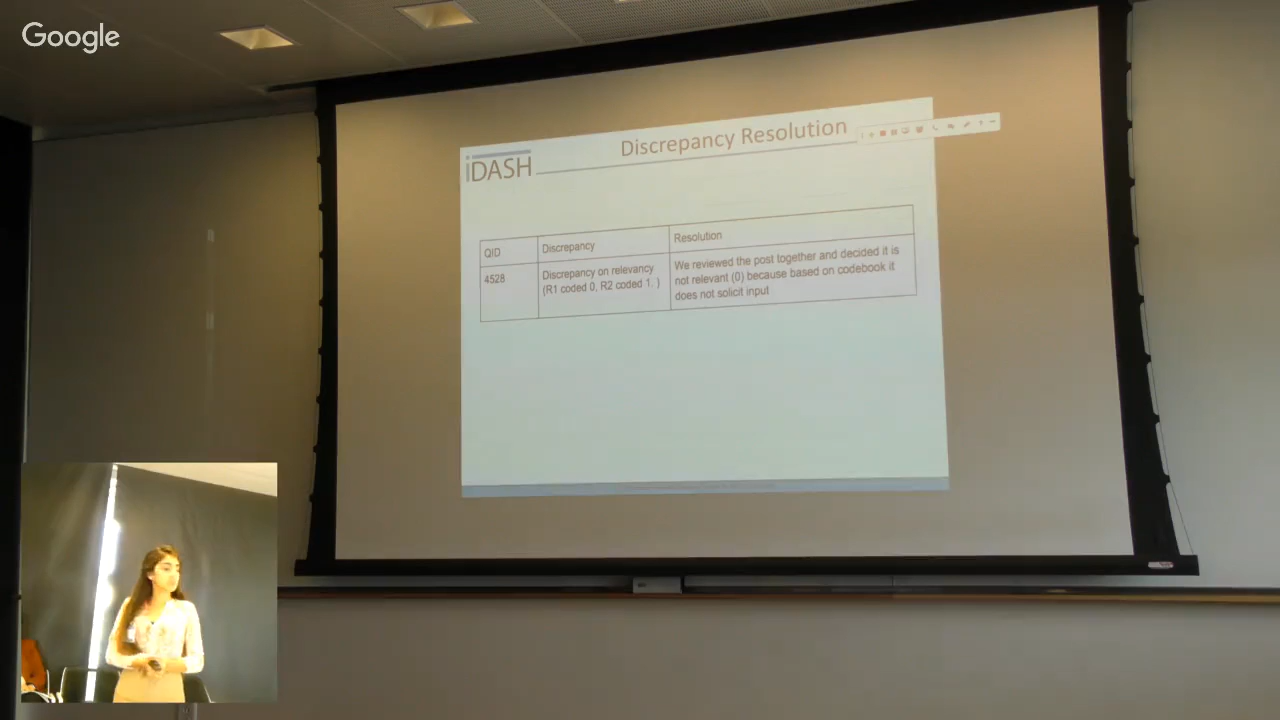 Google
Discrepancy Resolution
iDASH
QID
Discrepancy
Resolution
4528
Discrepancy on relevancy
(R1 coded 0, R2 coded 1. )
We reviewed the post together and decided it is
not relevant (0) because based on codebook it
does not solicit input